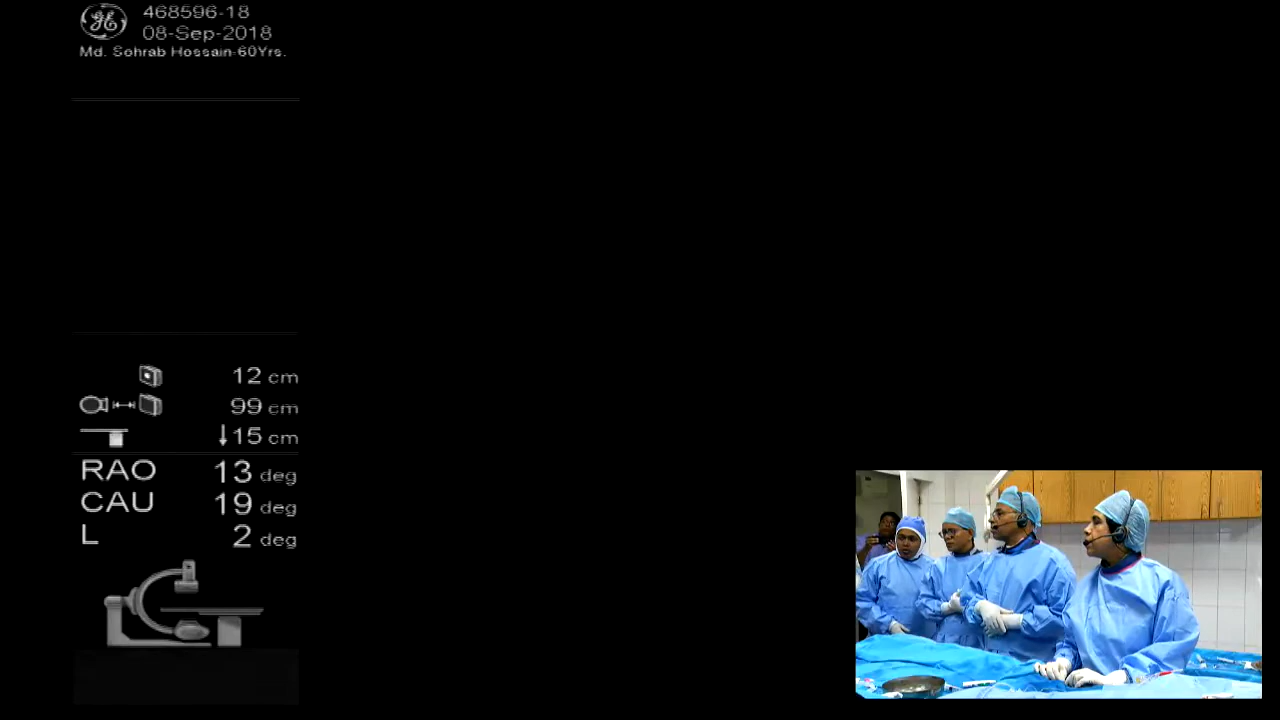 468596-18
08-Sep-2018
Md. Sohrab Hossain-60Yrs.
12 cm
99 cm
↓15 cm
RAO 13 deg
CAU 19 deg
L 2 deg